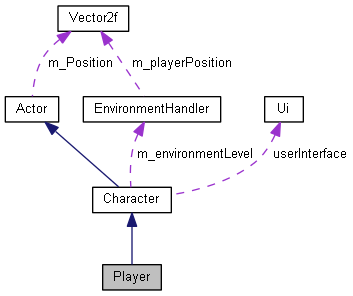 Vector2f
m_Position
m_playerPosition
Actor
EnvironmentHandler
Ui
m_environmentLevel
userInterface
Character
Player